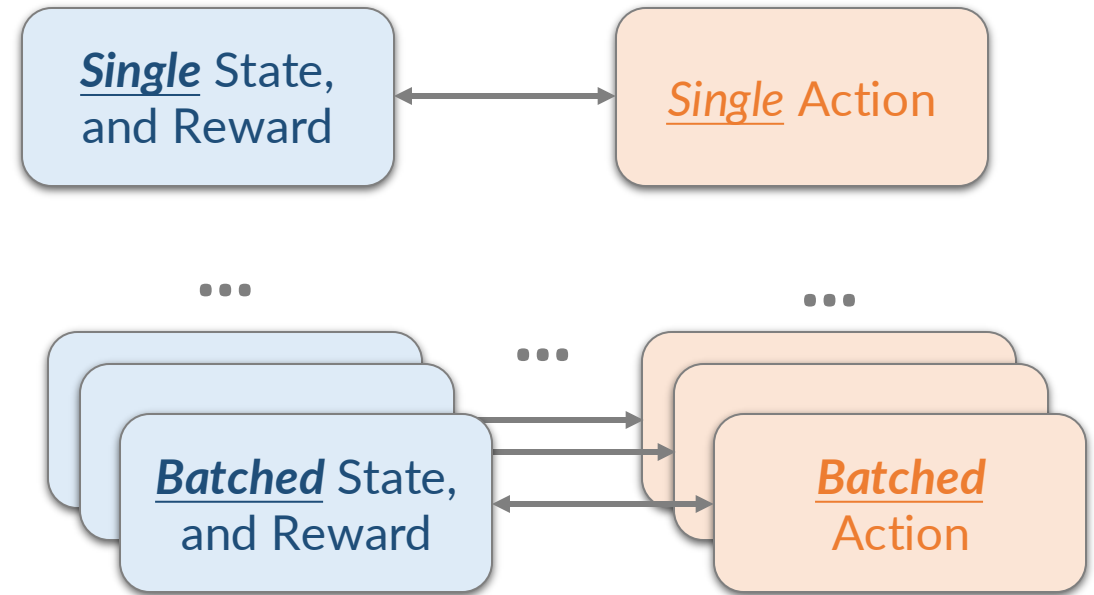 Single State,
and Reward
Single Action
...
...
...
Batched State,
and Reward
Batched
Action